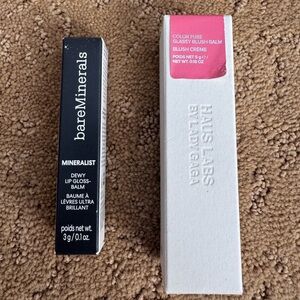 bareMinerals
MINERALIST
DEWY
LIP GLOSS-
BALM
BAUME À
LÈVRES ULTRA
BRILLANT
poids net wt.
3 g / 0.1 oz.
COLOR FUSE
GLASSY BLUSH BALM
BLUSH CRÈME
POIDS NET 5 g /
NET WT. 0.18 OZ
HAUS LABS
BY LADY GAGA